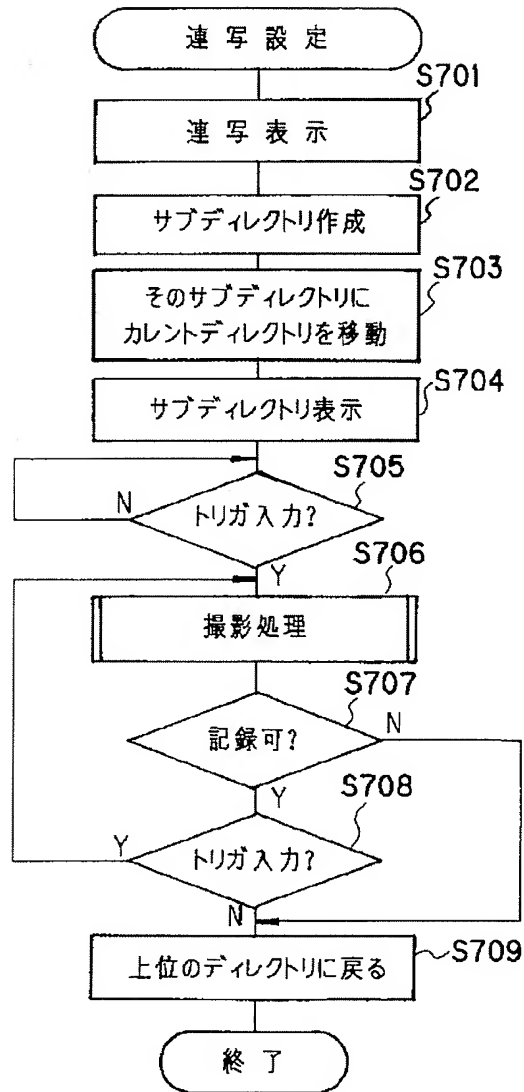 連写設定
S701
連写表示
S702
サブディレクトリ作成
S703
そのサブディレクトリに
カレントディレクトリを移動
S704
サブディレクトリ表示
S705
N
トリガ入力?
Y
S706
撮影処理
S707
記録可?
N
Y
S708
Y
トリガ入力?
N
S709
上位のディレクトリに戻る
終了